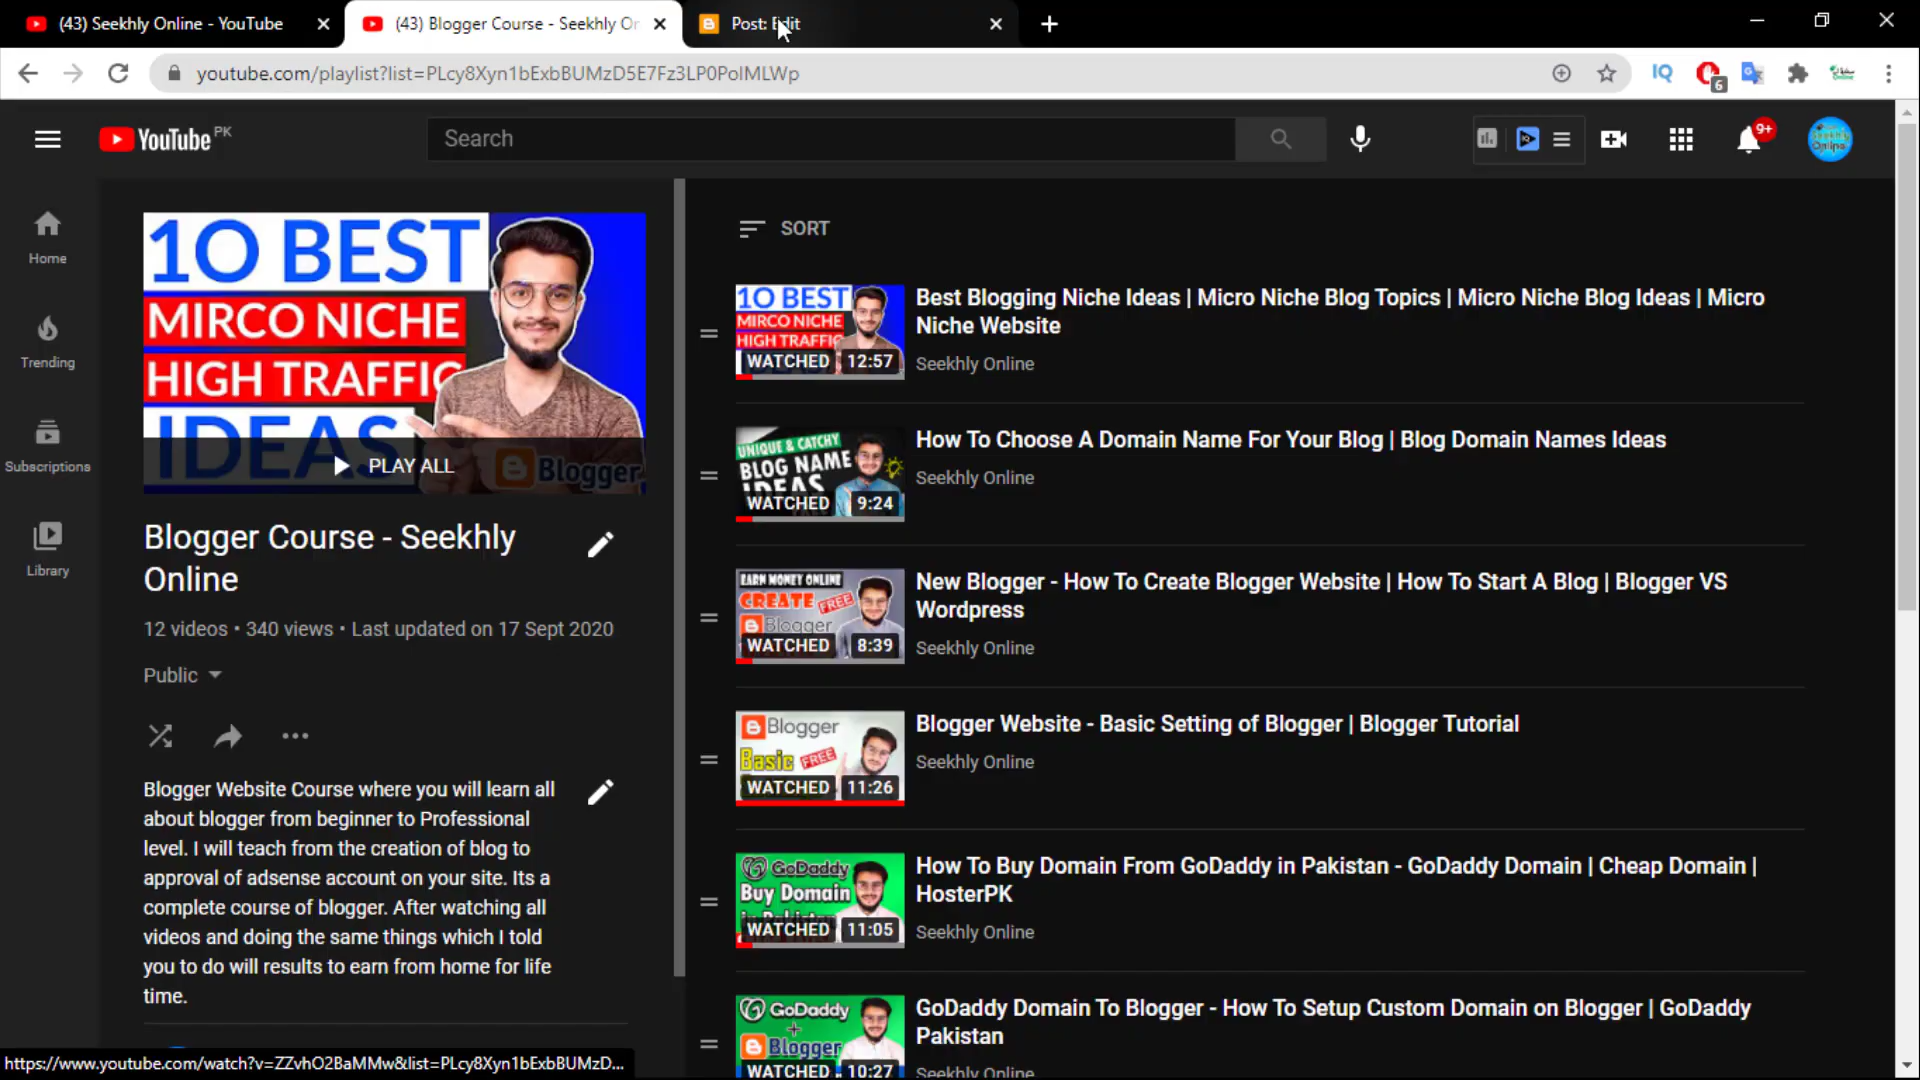 (43) Seekhly Online - YouTube
(43) Blogger Course - Seekhly Or
Post: Edit
youtube.com/playlist?list=PLcy8Xyn1bExbBUMzD5E7Fz3LP0PoIMLWp
IQ
6
YouTube PK
Search
9+
Home
Trending
Subscriptions
Library
10 BEST
MIRCO NICHE
HIGH TRAFFIC
IDEAS
Blogger
PLAY ALL
Blogger Course - Seekhly
Online
12 videos • 340 views • Last updated on 17 Sept 2020
Public
Blogger Website Course where you will learn all
about blogger from beginner to Professional
level. I will teach from the creation of blog to
approval of adsense account on your site. Its a
complete course of blogger. After watching all
videos and doing the same things which I told
you to do will results to earn from home for life
time.
https://www.youtube.com/watch?v=ZZvhO2BaMMw&list=PLcy8Xyn1bExbBUMzD...
SORT
10 BEST
MIRCO NICHE
HIGH TRAFFIC
WATCHED 12:57
Best Blogging Niche Ideas | Micro Niche Blog Topics | Micro Niche Blog Ideas | Micro
Niche Website
Seekhly Online
UNIQUE & CATCHY
BLOG NAME
IDEAS
WATCHED 9:24
How To Choose A Domain Name For Your Blog | Blog Domain Names Ideas
Seekhly Online
EARN MONEY ONLINE
CREATE FREE
Blogger
WATCHED 8:39
New Blogger - How To Create Blogger Website | How To Start A Blog | Blogger VS
Wordpress
Seekhly Online
Blogger
Basic FREE
WATCHED 11:26
Blogger Website - Basic Setting of Blogger | Blogger Tutorial
Seekhly Online
GoDaddy
Buy Domain
WATCHED 11:05
How To Buy Domain From GoDaddy in Pakistan - GoDaddy Domain | Cheap Domain |
HosterPK
Seekhly Online
GoDaddy
+
Blogger
WATCHED 10:27
GoDaddy Domain To Blogger - How To Setup Custom Domain on Blogger | GoDaddy
Pakistan
Seekhly Online